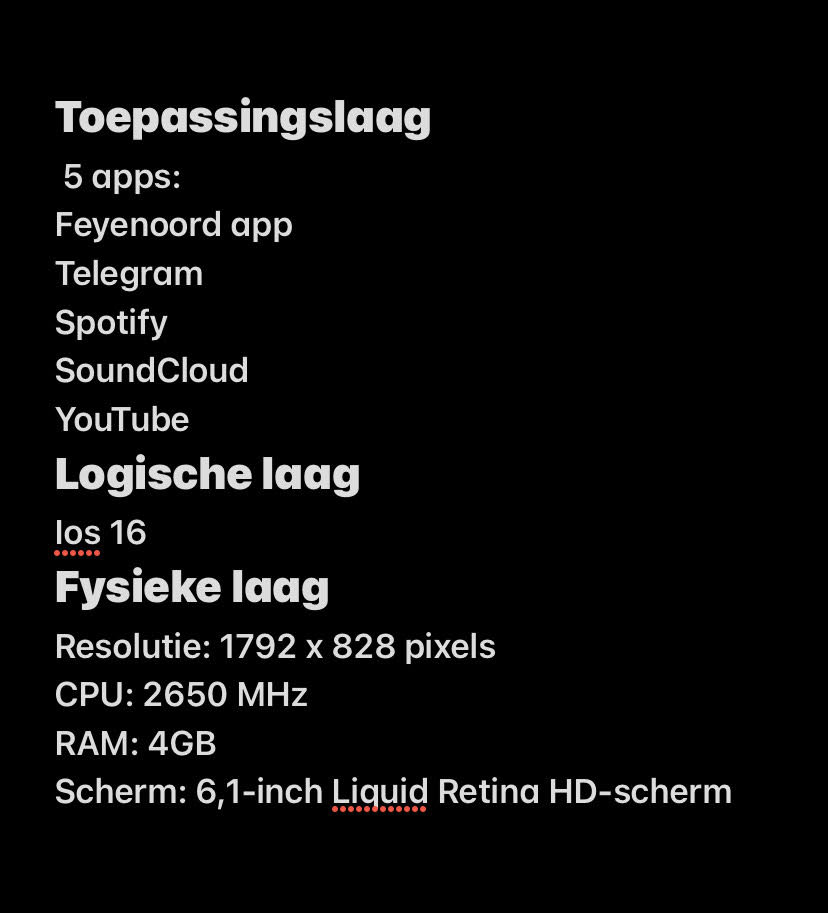 Toepassingslaag
5 apps:
Feyenoord app
Telegram
Spotify
SoundCloud
YouTube
Logische laag
Ios 16
Fysieke laag
Resolutie: 1792 x 828 pixels
CPU: 2650 MHz
RAM: 4GB
Scherm: 6,1-inch Liquid Retina HD-scherm